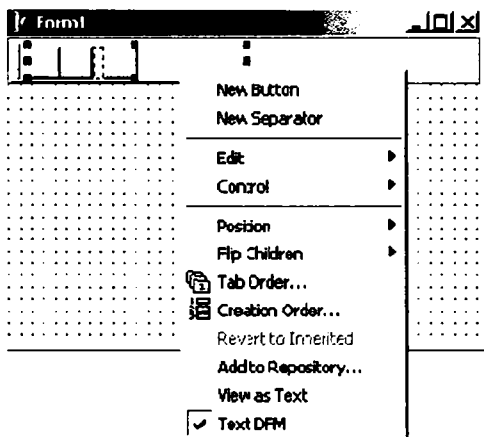 Form1
New Button
New Separator
Edit
Control
Position
Flip Children
Tab Order...
Creation Order...
Revert to Inherited
Add to Repository...
View as Text
Text DFM